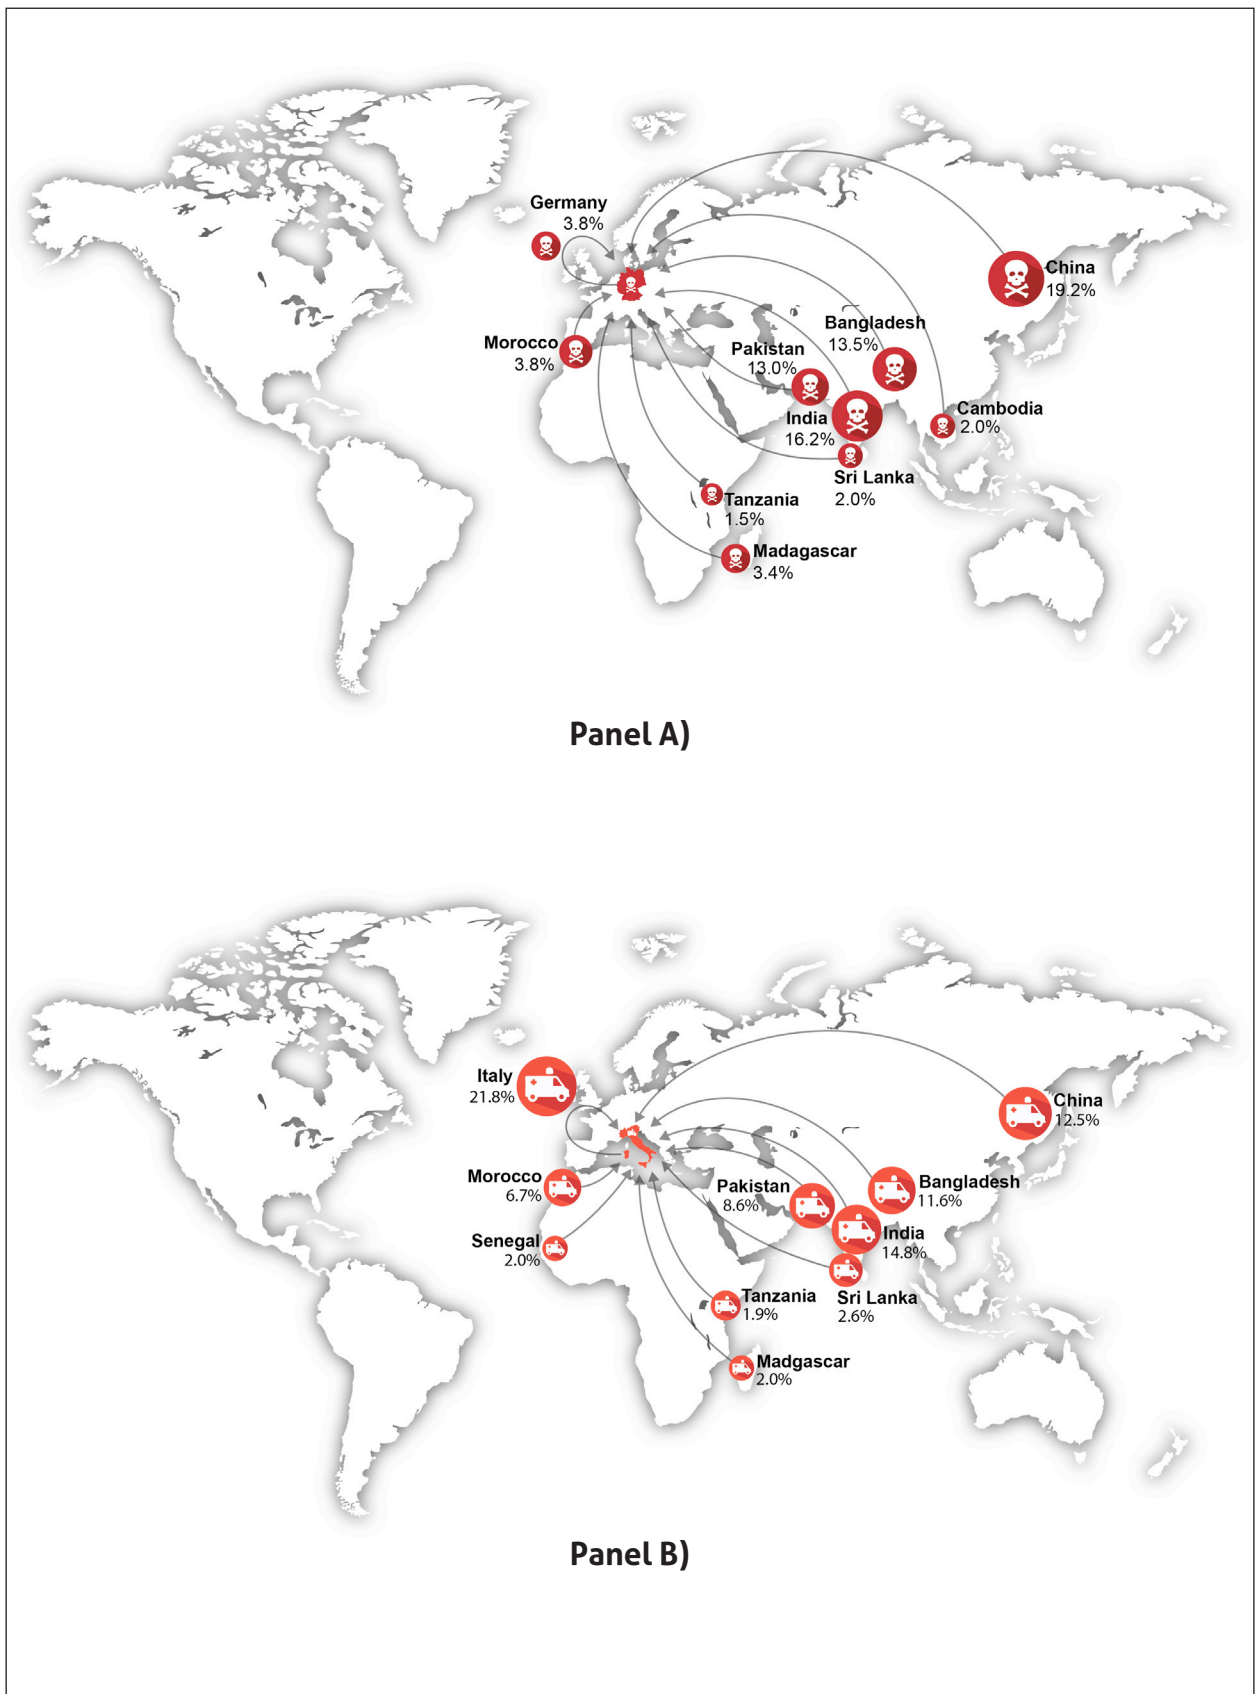 Germany
3.8%
China
19.2%
Bangladesh
13.5%
Morocco
3.8%
Pakistan
13.0%
India
16.2%
Cambodia
2.0%
Sri Lanka
2.0%
Tanzania
1.5%
Madagascar
3.4%
Panel A)
Italy
21.8%
China
12.5%
Morocco
6.7%
Pakistan
8.6%
Bangladesh
11.6%
India
14.8%
Senegal
2.0%
Tanzania
1.9%
Sri Lanka
2.6%
Madgascar
2.0%
Panel B)